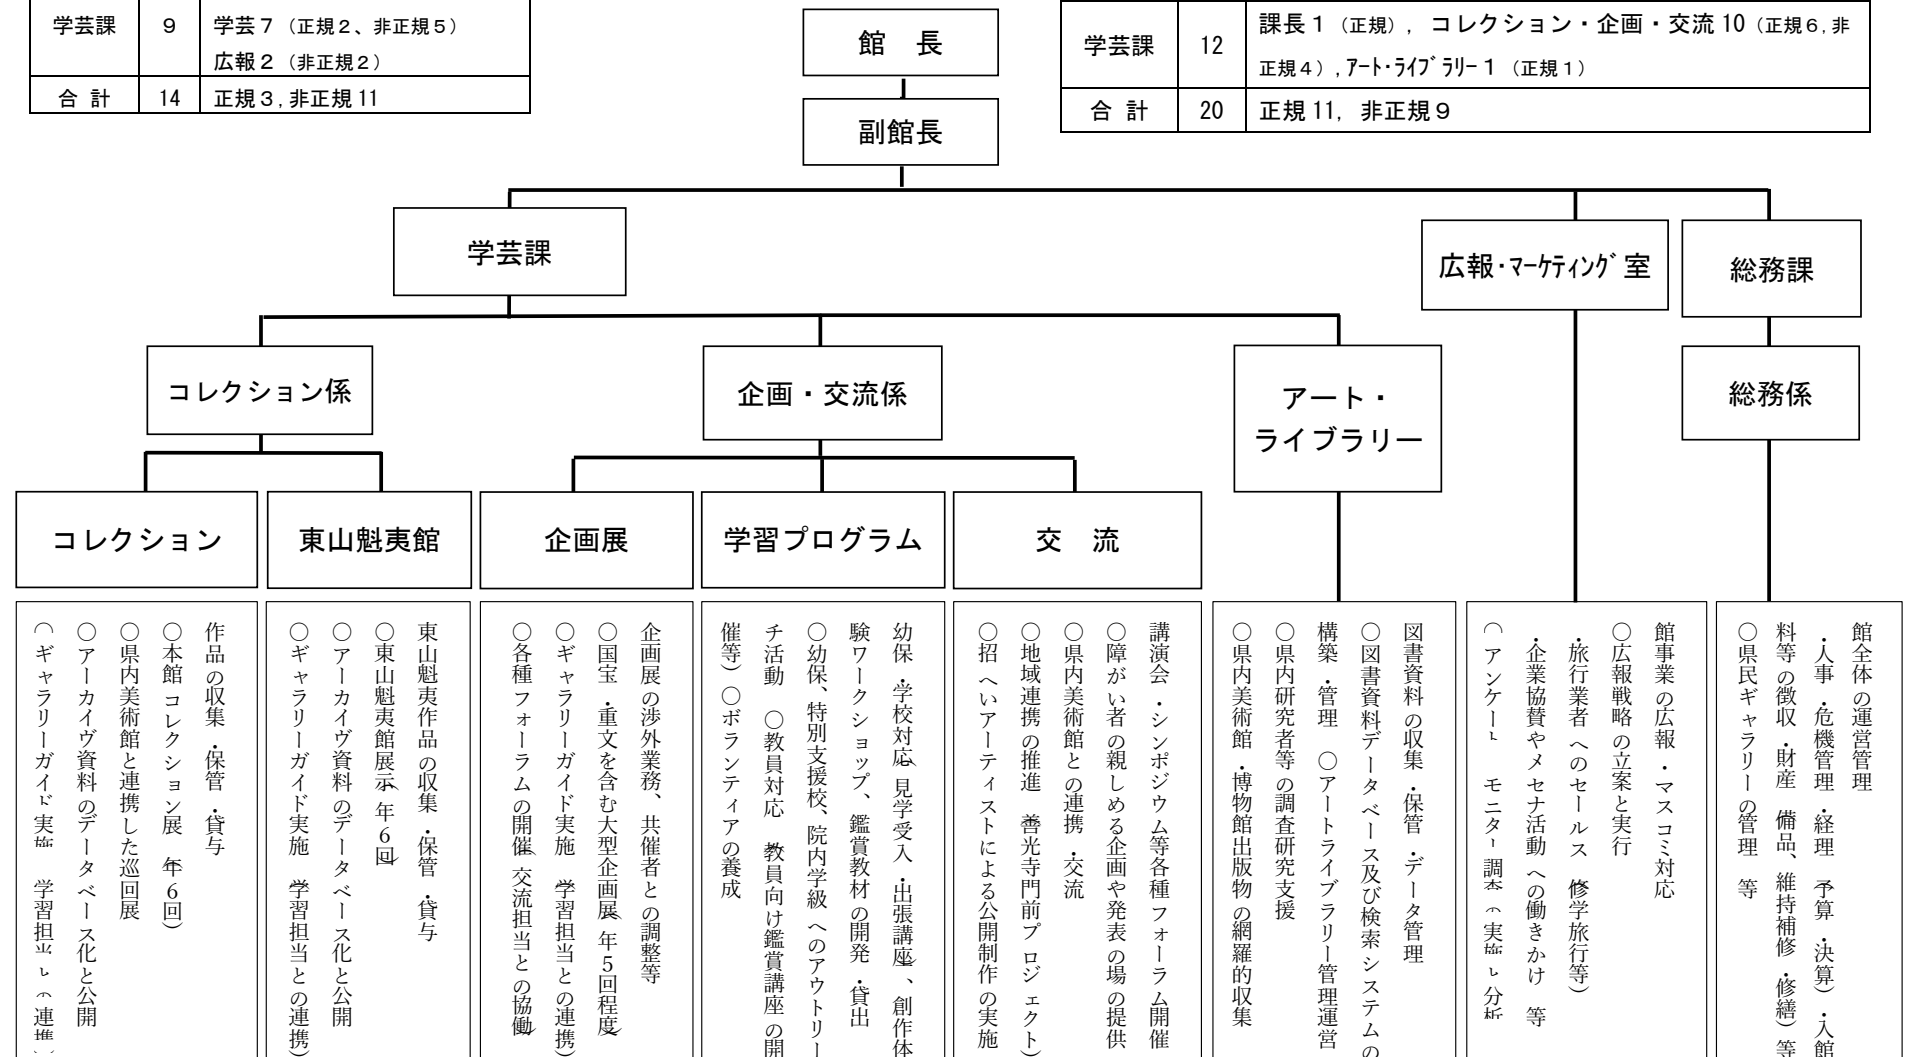 学芸課 9 学芸7（正規2、非正規5）
広報2（非正規2）
合 計 14 正規3,非正規11
学芸課 12 課長1（正規）, コレクション・企画・交流10（正規6,非
正規4）,ｱｰﾄ･ﾗｲﾌﾞﾗﾘｰ1（正規1）
合 計 20 正規11, 非正規9
館 長
副館長
学芸課
広報･ﾏｰｹﾃｨﾝｸﾞ室
総務課
コレクション係
企画・交流係
アート・
ライブラリー
総務係
コレクション
東山魁夷館
企画展
学習プログラム
交 流
作品の収集・保管・貸与
○本館コレクション展（年6回）
○県内美術館と連携した巡回展
○アーカイヴ資料のデータベース化と公開
○ギャラリーガイド実施（学習担当との連携）
東山魁夷作品の収集・保管・貸与
○東山魁夷館展示（年6回）
○アーカイヴ資料のデータベース化と公開
○ギャラリーガイド実施（学習担当との連携）
企画展の渉外業務、共催者との調整等
○国宝・重文を含む大型企画展（年5回程度）
○ギャラリーガイド実施（学習担当との連携）
○各種フォーラムの開催（交流担当との協働）
幼保・学校対応（見学受入・出張講座）、創作体
験ワークショップ、鑑賞教材の開発・貸出
○幼保、特別支援校、院内学級へのアウトリー
チ活動 ○教員対応（教員向け鑑賞講座の開
催等）○ボランティアの養成
講演会・シンポジウム等各種フォーラム開催
○障がい者の親しめる企画や発表の場の提供
○県内美術館との連携・交流
○地域連携の推進（善光寺門前プロジェクト）
○招へいアーティストによる公開制作の実施
図書資料の収集・保管・データ管理
○図書資料データベース及び検索システムの
構築・管理 ○アートライブラリー管理運営
○県内研究者等の調査研究支援
○県内美術館・博物館出版物の網羅的収集
館事業の広報・マスコミ対応
○広報戦略の立案と実行
・旅行業者へのセールス（修学旅行等）
・企業協賛やメセナ活動への働きかけ 等
○アンケート・モニター調査の実施と分析
館全体の運営管理
・人事・危機管理・経理（予算・決算）・入館
料等の徴収・財産（備品、維持補修・修繕）等
○県民ギャラリーの管理 等